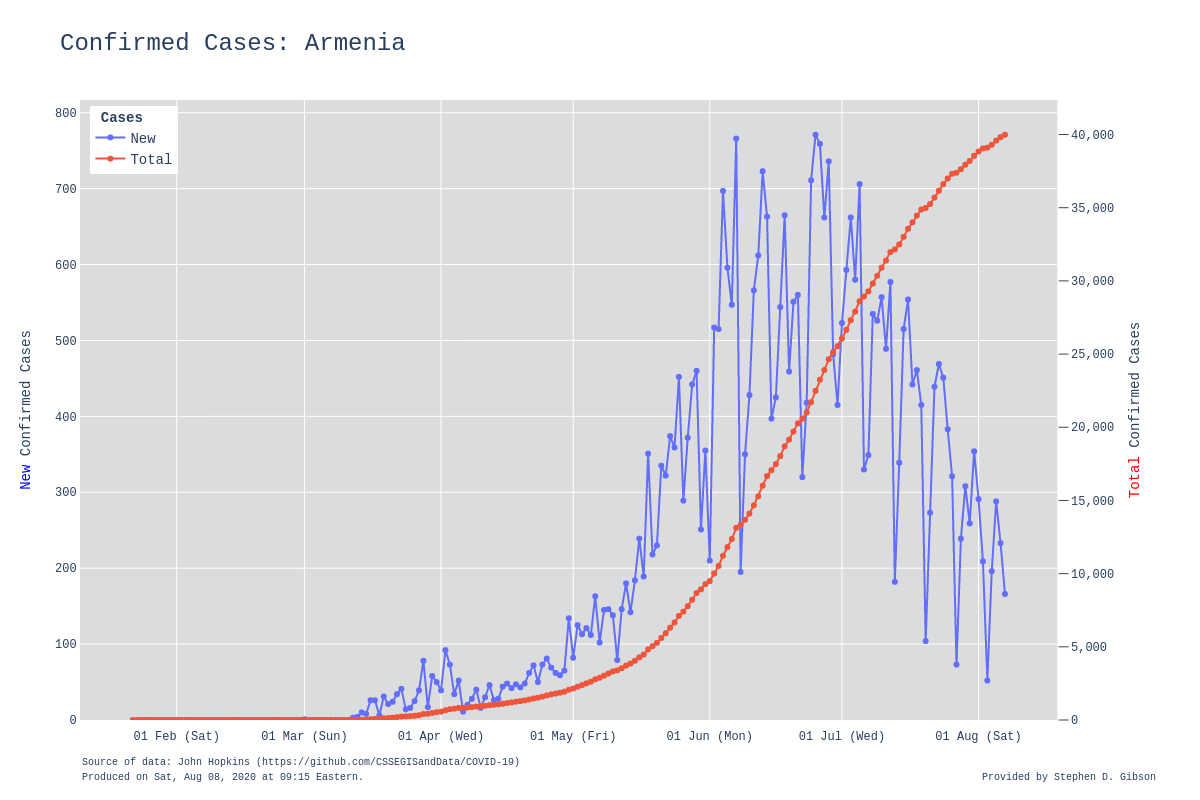 Confirmed Cases: Armenia
Cases
New
Total
800
700
600
500
400
300
200
100
0
40,000
35,000
30,000
25,000
20,000
15,000
10,000
5,000
0
New Confirmed Cases
Total Confirmed Cases
01 Feb (Sat) 01 Mar (Sun) 01 Apr (Wed) 01 May (Fri) 01 Jun (Mon) 01 Jul (Wed) 01 Aug (Sat)
Source of data: John Hopkins (https://github.com/CSSEGISandData/COVID-19)
Produced on Sat, Aug 08, 2020 at 09:15 Eastern.
Provided by Stephen D. Gibson